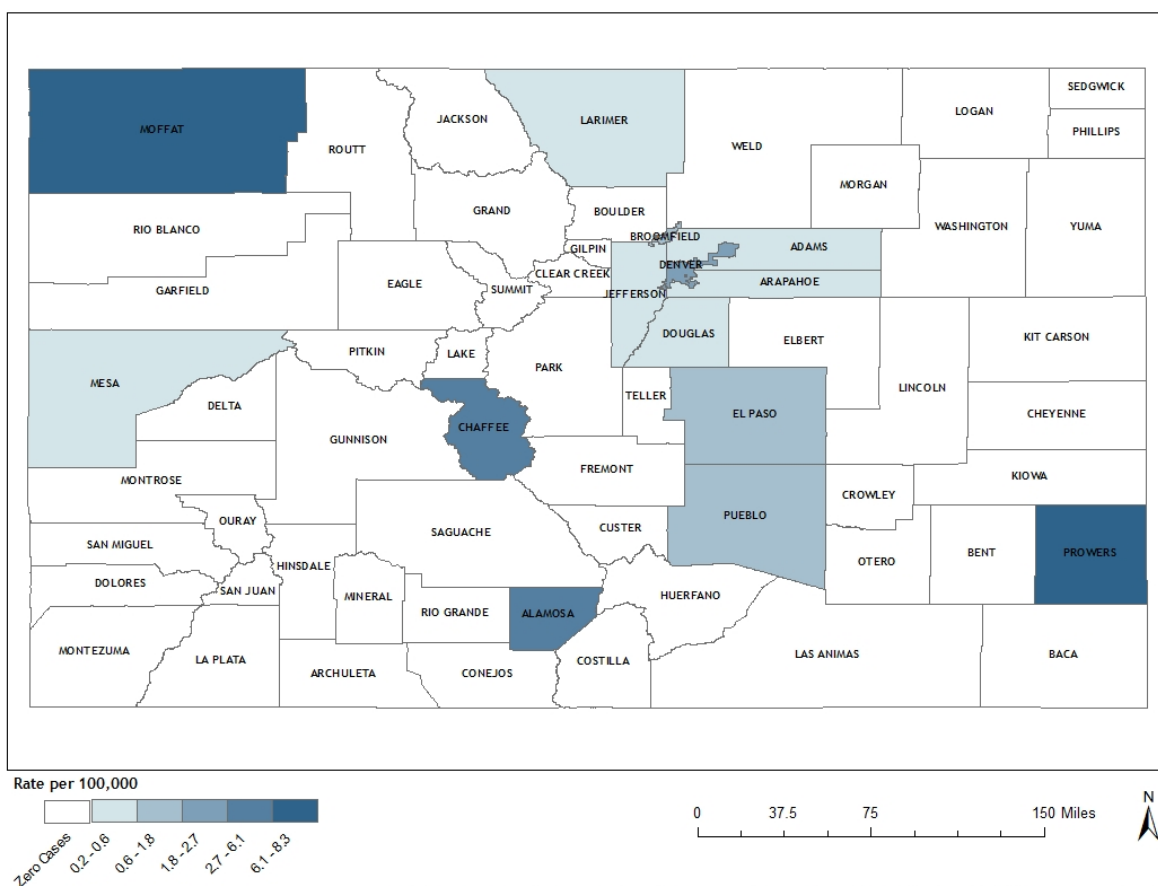 SEDGWICK
LOGAN
JACKSON
LARIMER
MOFFAT
PHILLIPS
ROUTT
WELD
MORGAN
GRAND
BOULDER
WASHINGTON
YUMA
RIO BLANCO
BROOMFIELD
GILPIN
ADAMS
DENVER
CLEAR CREEK
EAGLE
ARAPAHOE
GARFIELD
SUMMIT
JEFFERSON
DOUGLAS
KIT CARSON
ELBERT
PITKIN
LAKE
PARK
MESA
LINCOLN
TELLER
DELTA
EL PASO
CHEYENNE
CHAFFEE
GUNNISON
FREMONT
KIOWA
MONTROSE
CROWLEY
PUEBLO
OURAY
CUSTER
SAGUACHE
SAN MIGUEL
BENT
PROWERS
OTERO
HINSDALE
DOLORES
SAN JUAN
MINERAL
HUERFANO
RIO GRANDE
ALAMOSA
MONTEZUMA
LA PLATA
LAS ANIMAS
BACA
COSTILLA
ARCHULETA
CONEJOS
Rate per 100,000
Zero Cases
0.2 - 0.6
0.6 - 1.8
1.8 - 2.7
2.7 - 6.1
6.1 - 8.3
0 37.5 75 150 Miles
N